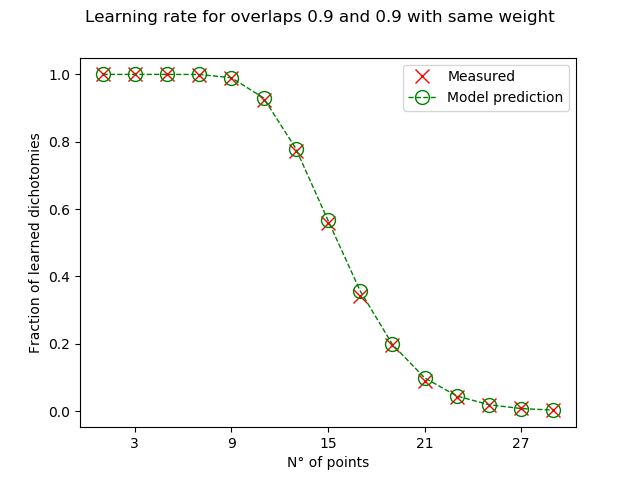 Learning rate for overlaps 0.9 and 0.9 with same weight
Measured
Model prediction
1.0
0.8
0.6
0.4
0.2
0.0
Fraction of learned dichotomies
3 9 15 21 27
N° of points